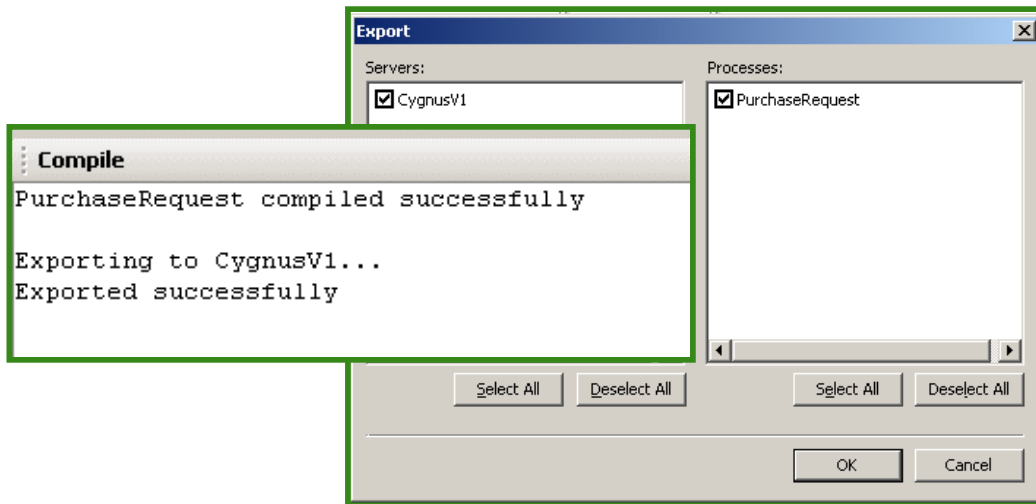 Export
Servers:
Processes:
CygnusV1
PurchaseRequest
Compile
PurchaseRequest compiled successfully
Exporting to CygnusV1...
Exported successfully
Select All
Deselect All
Select All
Deselect All
OK
Cancel